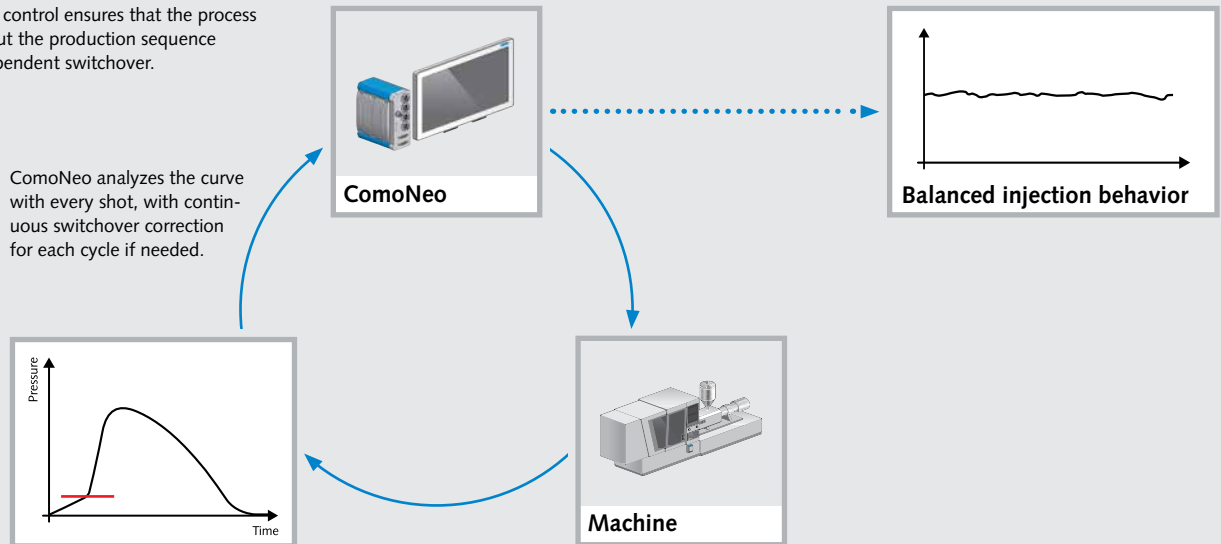 control ensures that the process
ut the production sequence
pendent switchover.
ComoNeo analyzes the curve
with every shot, with contin-
uous switchover correction
for each cycle if needed.
ComoNeo
Balanced injection behavior
Pressure
Time
Machine